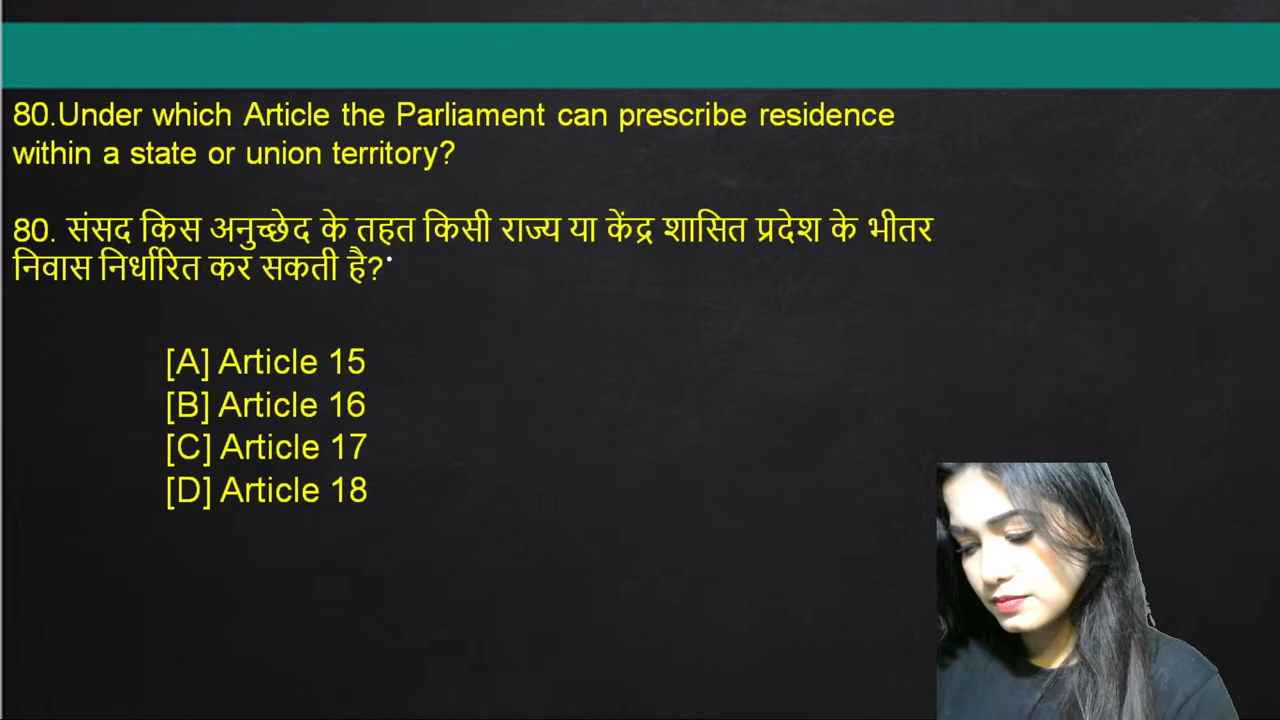 80.Under which Article the Parliament can prescribe residence
within a state or union territory?
80. संसद किस अनुच्छेद के तहत किसी राज्य या केंद्र शासित प्रदेश के भीतर
निवास निर्धारित कर सकती है?
[A] Article 15
[B] Article 16
[C] Article 17
[D] Article 18